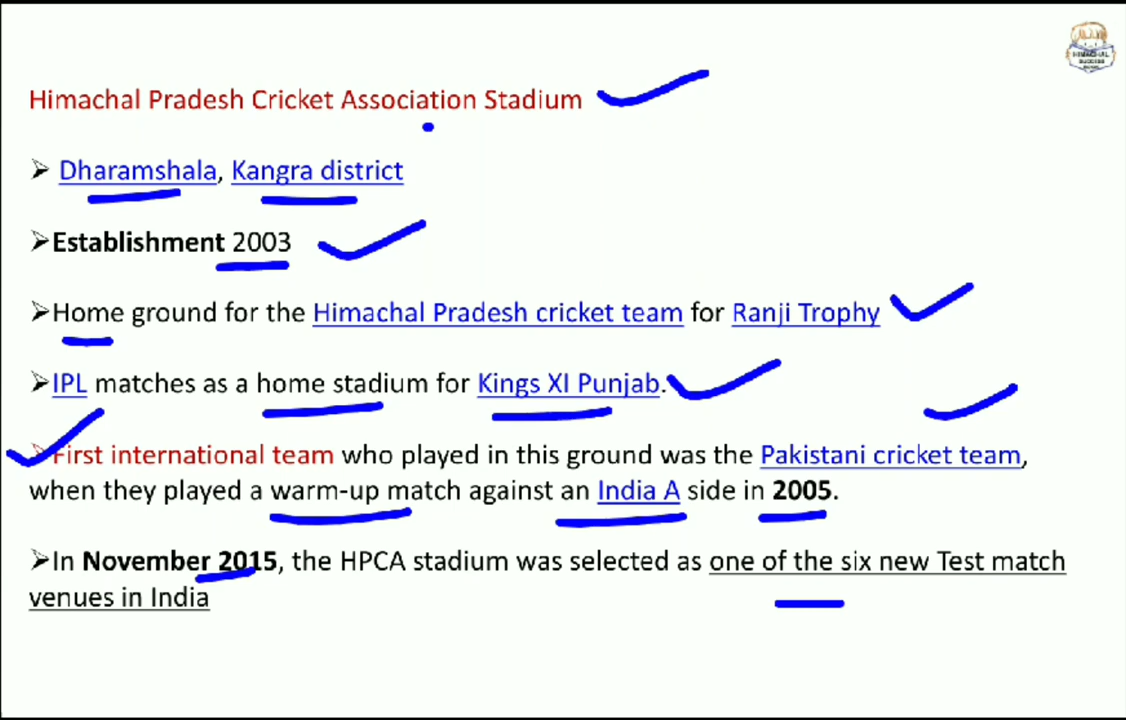 Himachal Pradesh Cricket Association Stadium
➢ Dharamshala, Kangra district
➢Establishment 2003
➢Home ground for the Himachal Pradesh cricket team for Ranji Trophy
➢IPL matches as a home stadium for Kings XI Punjab.
➢First international team who played in this ground was the Pakistani cricket team,
when they played a warm-up match against an India A side in 2005.
➢In November 2015, the HPCA stadium was selected as one of the six new Test match
venues in India